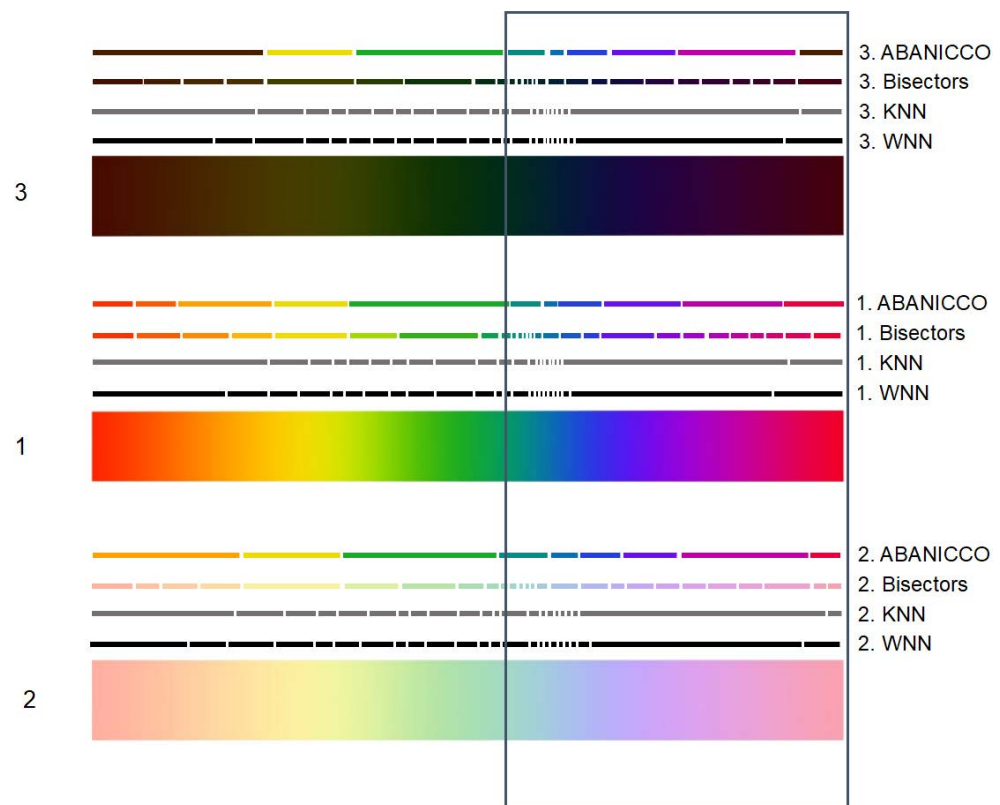 3. ABANICCO
3. Bisectors
3. KNN
3. WNN
3
1. ABANICCO
1. Bisectors
1. KNN
1. WNN
1
2. ABANICCO
2. Bisectors
2. KNN
2. WNN
2